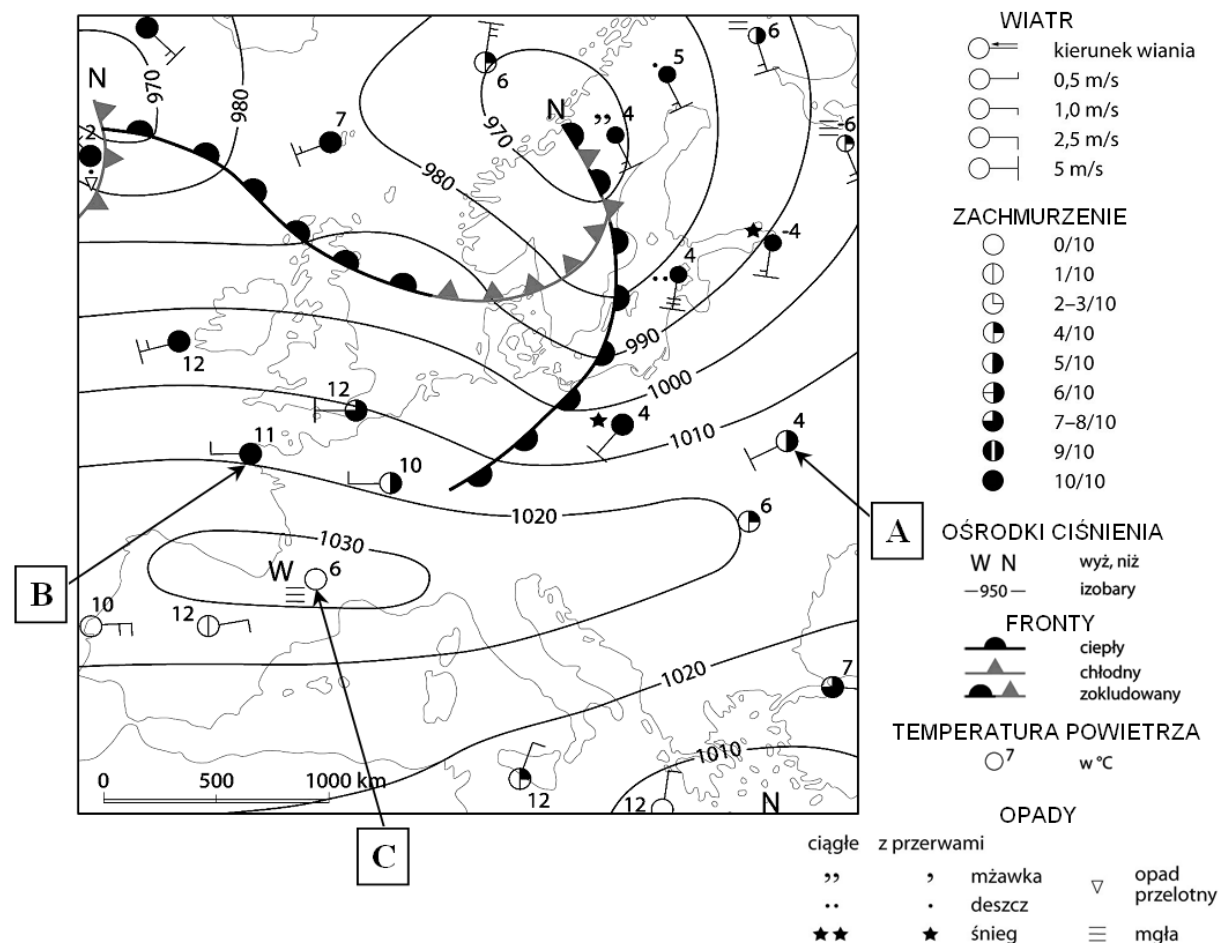 N
970
980
2
7
6
N
970
980
4
5
6
-6
-4
4
990
1000
1010
12
12
11
10
4
4
1020
6
1030
W
6
10
12
1020
7
1010
12
12
N
0 500 1000 km
A
B
C
WIATR
kierunek wiania
0,5 m/s
1,0 m/s
2,5 m/s
5 m/s
ZACHMURZENIE
0/10
1/10
2–3/10
4/10
5/10
6/10
7–8/10
9/10
10/10
OŚRODKI CIŚNIENIA
W N wyż, niż
—950— izobary
FRONTY
ciepły
chłodny
zokludowany
TEMPERATURA POWIETRZA
7 w °C
OPADY
ciągłe z przerwami
,, , mżawka
opad
przelotny
•• • deszcz
★★ ★ śnieg
mgła